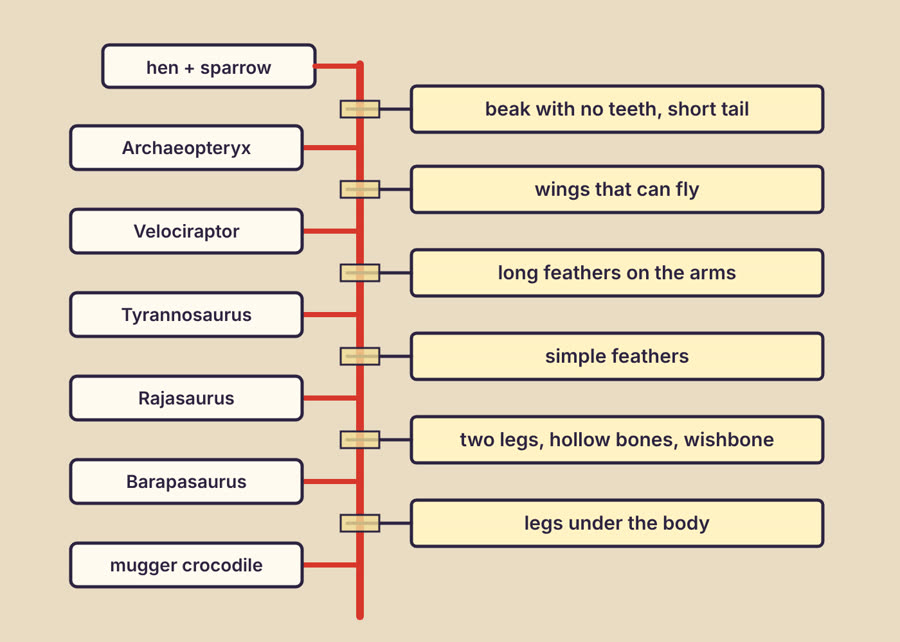 hen + sparrow
beak with no teeth, short tail
Archaeopteryx
wings that can fly
Velociraptor
long feathers on the arms
Tyrannosaurus
simple feathers
Rajasaurus
two legs, hollow bones, wishbone
Barapasaurus
legs under the body
mugger crocodile